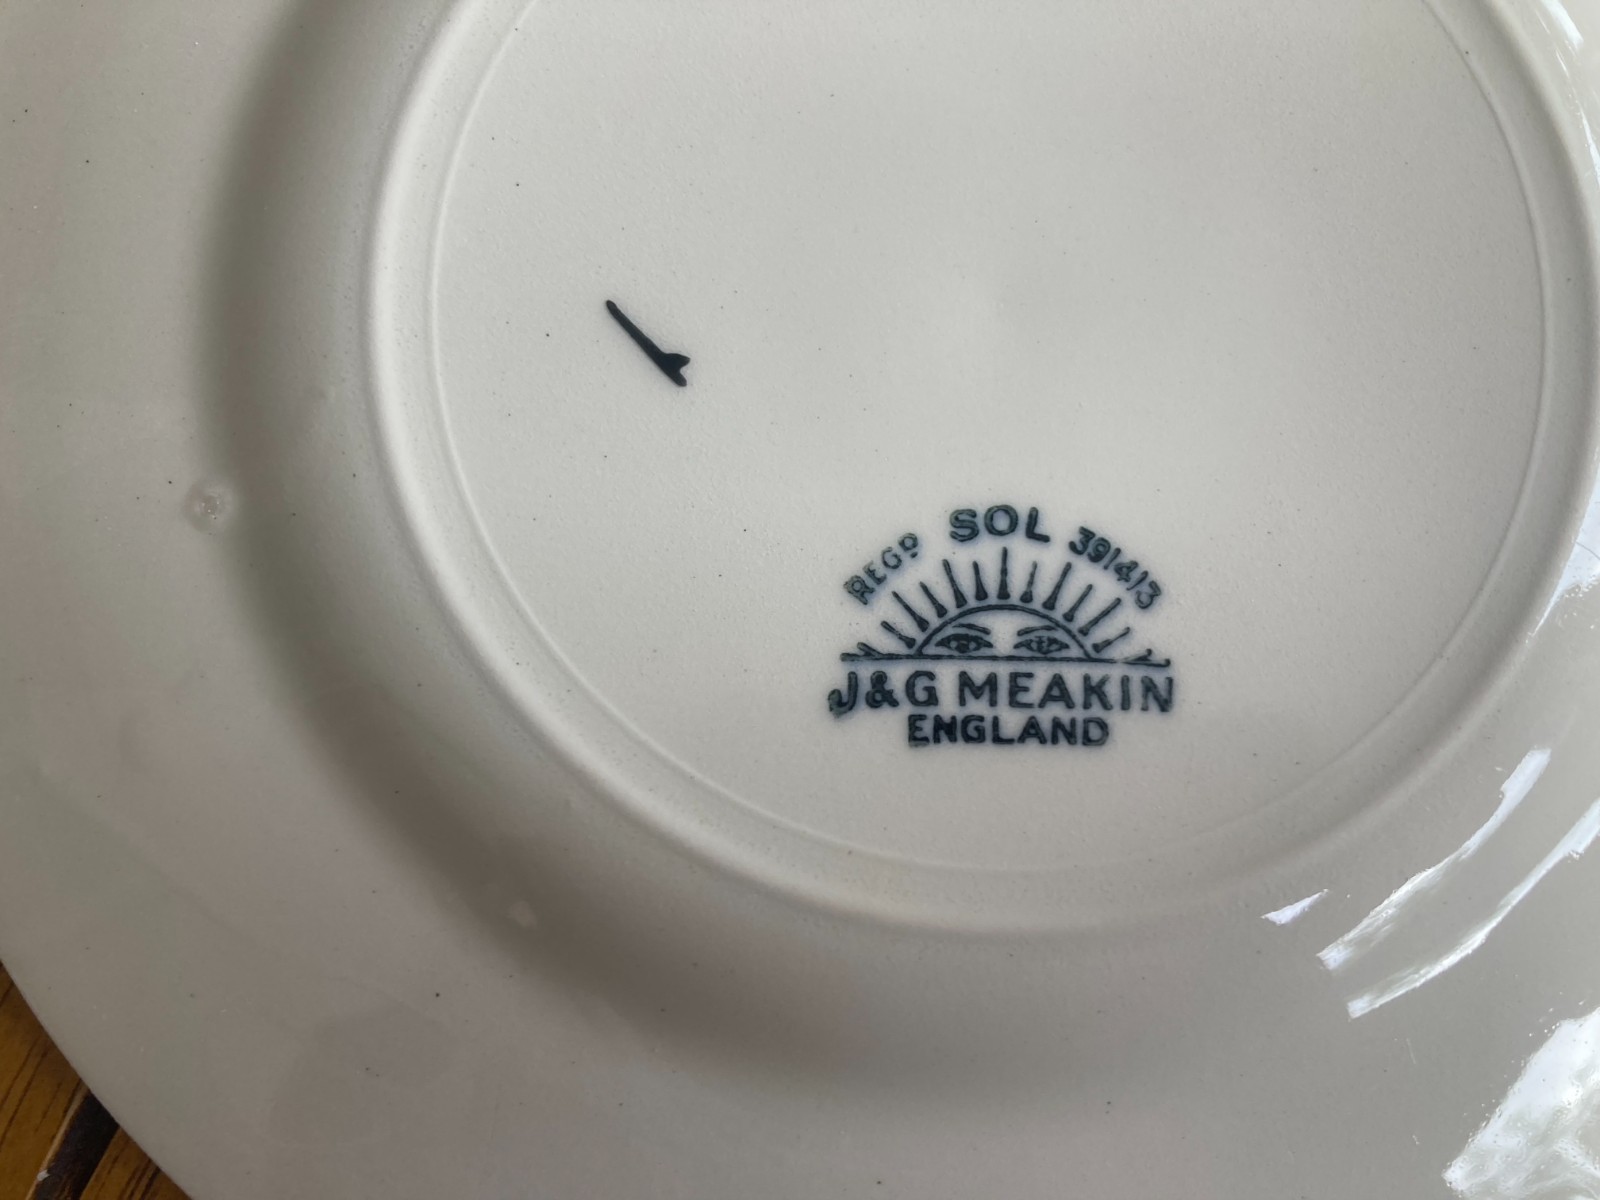 REGD SOL 391413
J&G MEAKIN
ENGLAND